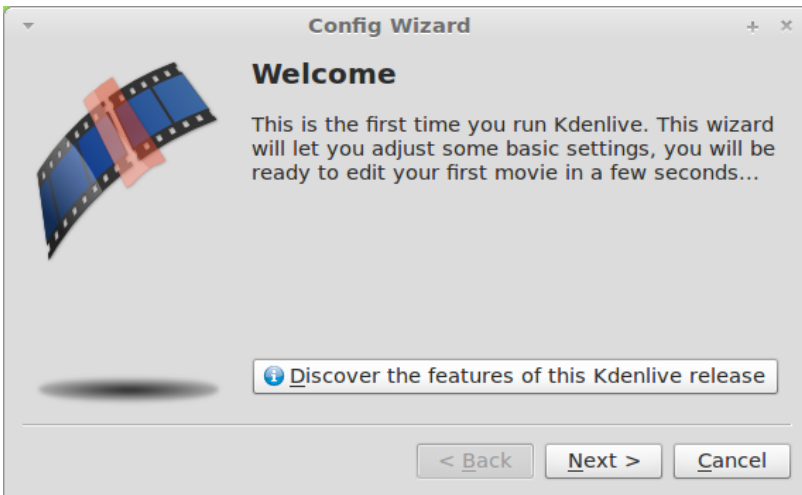 Config Wizard
Welcome
This is the first time you run Kdenlive. This wizard
will let you adjust some basic settings, you will be
ready to edit your first movie in a few seconds...
Discover the features of this Kdenlive release
< Back
Next >
Cancel